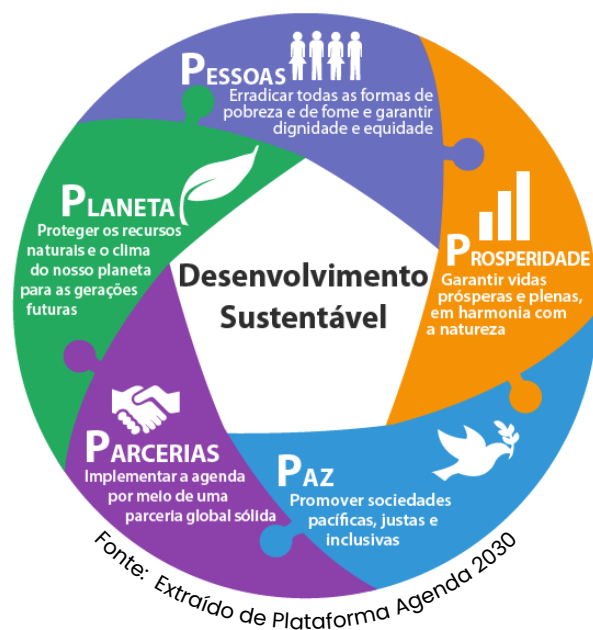 PESSOAS
Erradicar todas as formas de
pobreza e de fome e garantir
dignidade e equidade
PROSPERIDADE
Garantir vidas
prósperas e plenas,
em harmonia com
a natureza
PAZ
Promover sociedades
pacíficas, justas e
inclusivas
PARCERIAS
Implementar a agenda
por meio de uma
parceria global sólida
PLANETA
Proteger os recursos
naturais e o clima
do nosso planeta
para as gerações
futuras
Desenvolvimento
Sustentável
Fonte: Extraído de Plataforma Agenda 2030